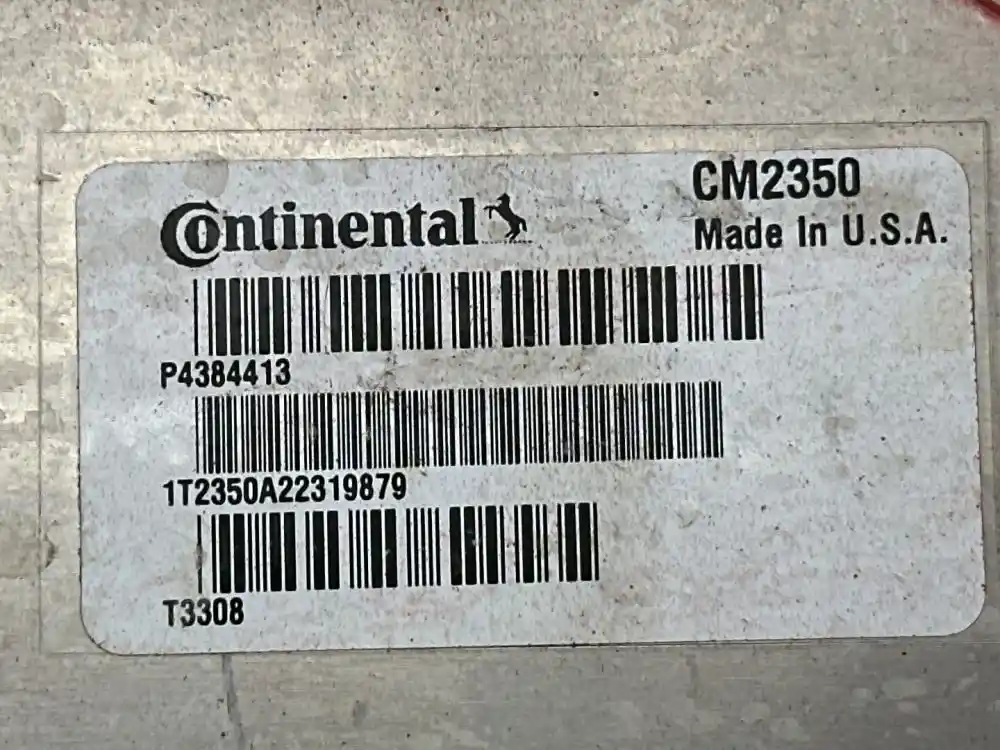 Continental
CM2350
Made In U.S.A.
P4384413
1T2350A22319879
T3308